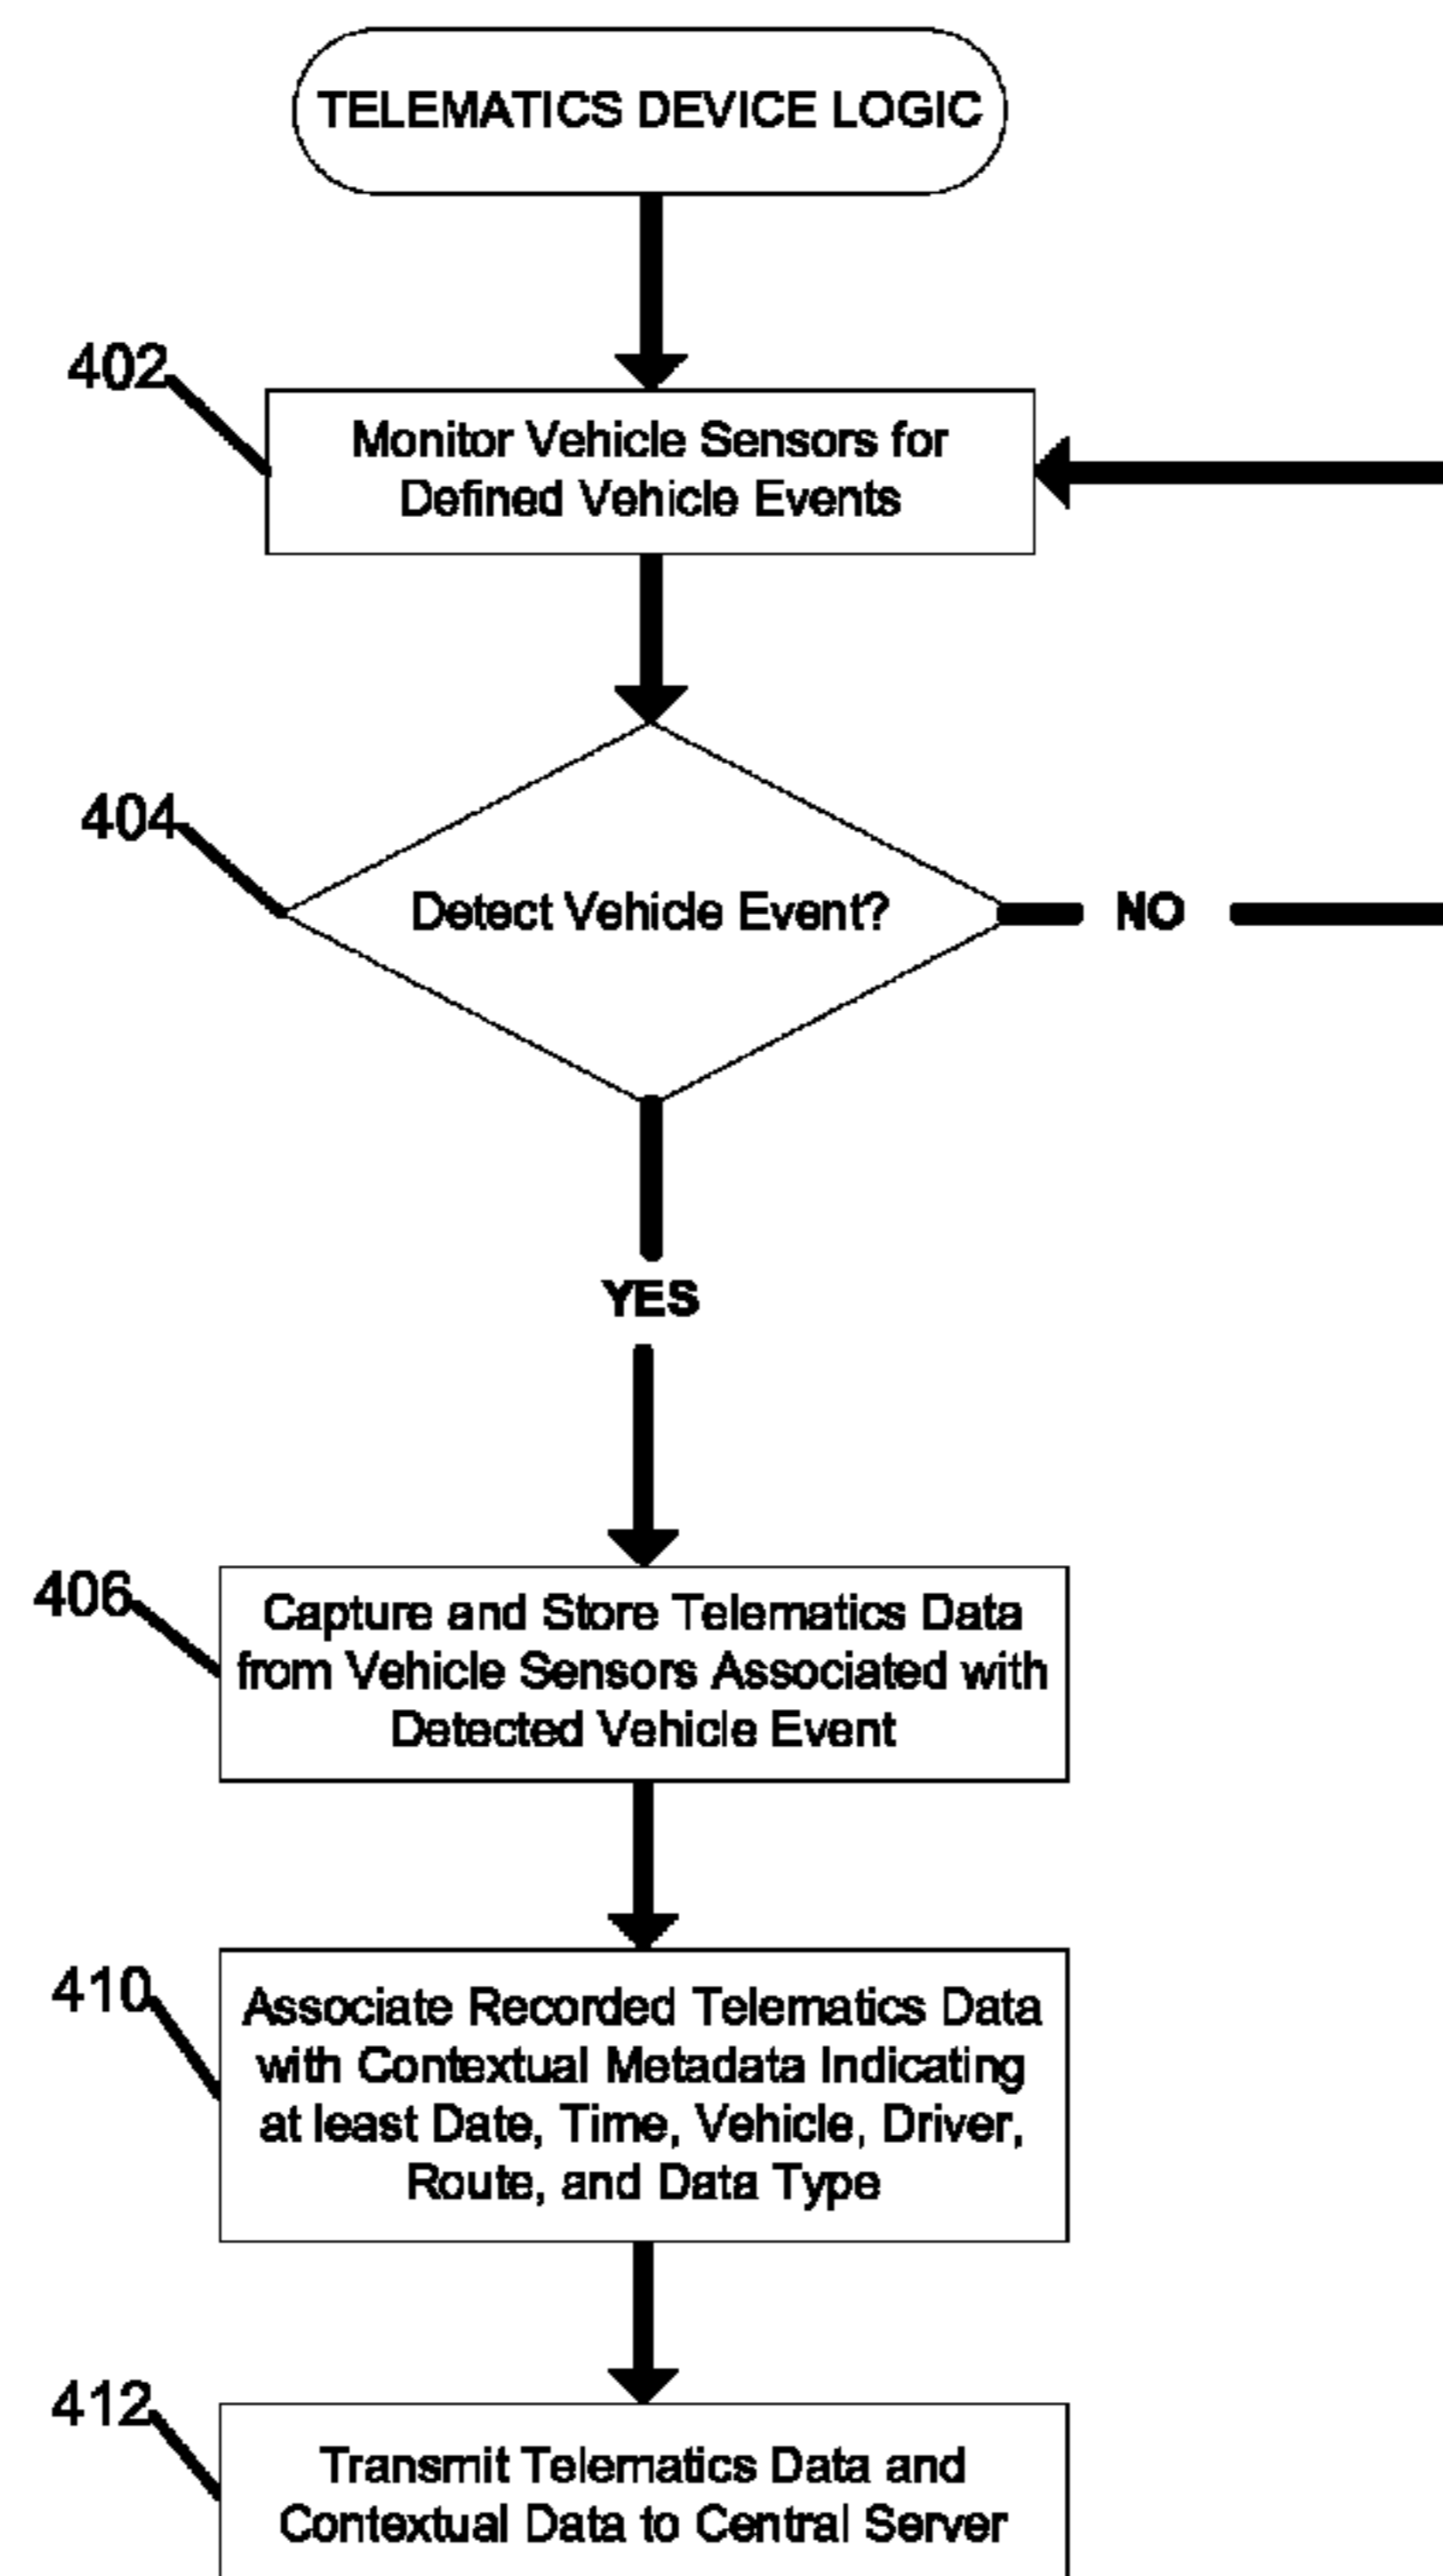 TELEMATICS DEVICE LOGIC
402
Monitor Vehicle Sensors for
Defined Vehicle Events
404
Detect Vehicle Event?
NO
YES
406
Capture and Store Telematics Data
from Vehicle Sensors Associated with
Detected Vehicle Event
410
Associate Recorded Telematics Data
with Contextual Metadata Indicating
at least Date, Time, Vehicle, Driver,
Route, and Data Type
412
Transmit Telematics Data and
Contextual Data to Central Server